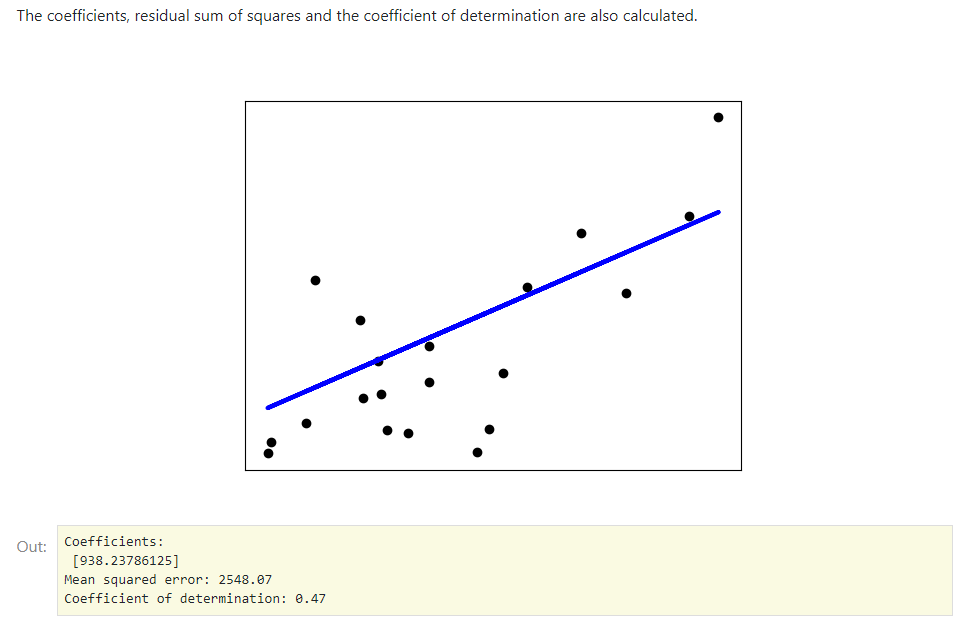 The coefficients, residual sum of squares and the coefficient of determination are also calculated.
Out:
Coefficients:
[938.23786125]
Mean squared error: 2548.07
Coefficient of determination: 0.47